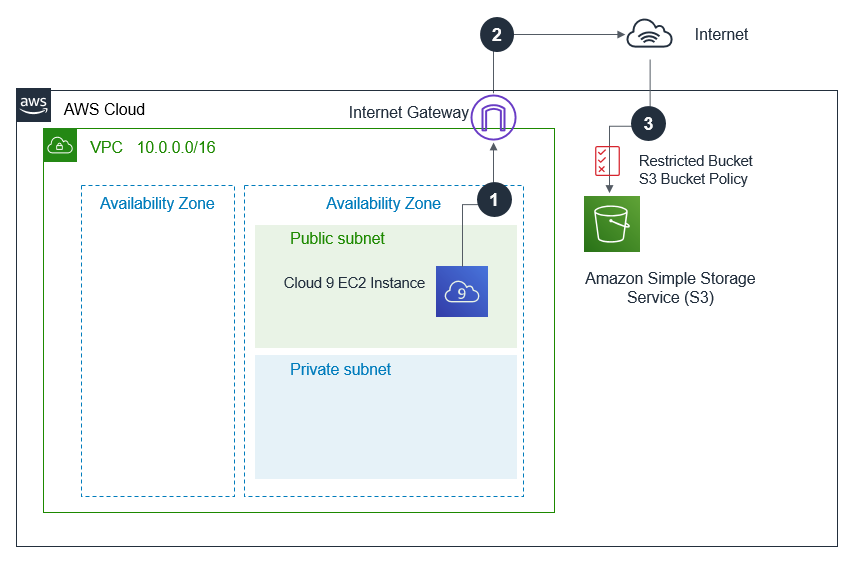 2
Internet
aws
AWS Cloud
Internet Gateway
3
VPC 10.0.0.0/16
Restricted Bucket
S3 Bucket Policy
Availability Zone
Availability Zone
1
Public subnet
Cloud 9 EC2 Instance
9
Amazon Simple Storage
Service (S3)
Private subnet